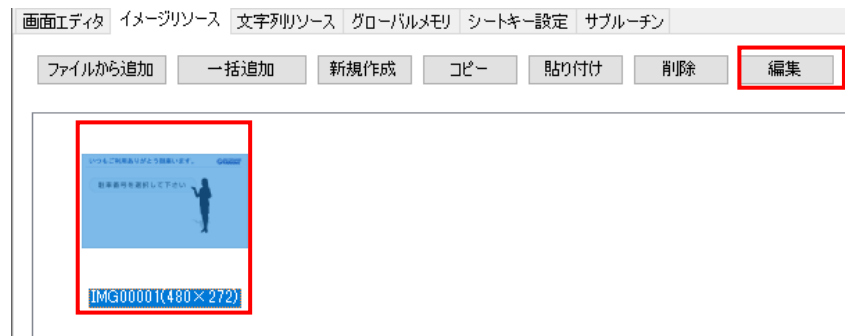 画面エディタ イメージリソース 文字列リソース グローバルメモリ シートキー設定 サブルーチン
ファイルから追加 一括追加 新規作成 コピー 貼り付け 削除 編集
いつもご利用ありがとう御座います。
駐車番号を選択して下さい
IMG00001(480×272)